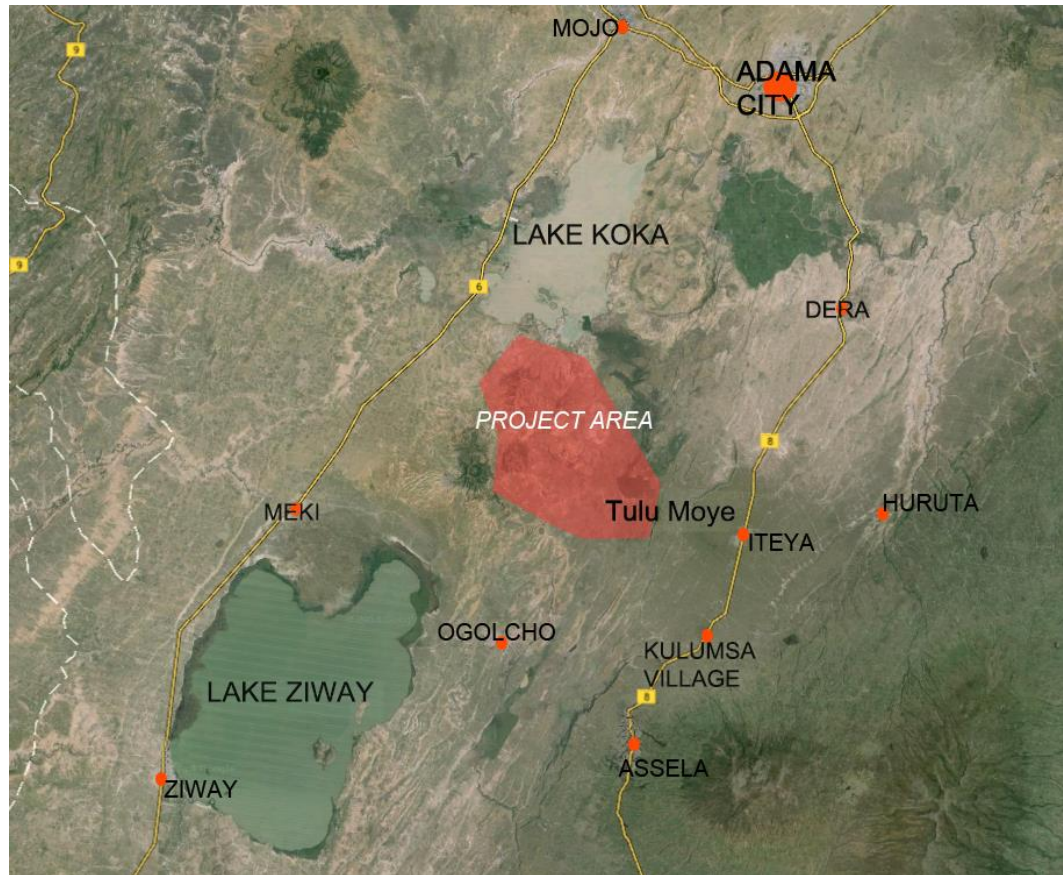 MOJO
9
ADAMA
CITY
LAKE KOKA
9
6
DERA
PROJECT AREA
8
MEKI
Tulu Moye
HURUTA
ITEYA
OGOLCHO
KULUMSA
VILLAGE
LAKE ZIWAY
8
ASSELA
ZIWAY